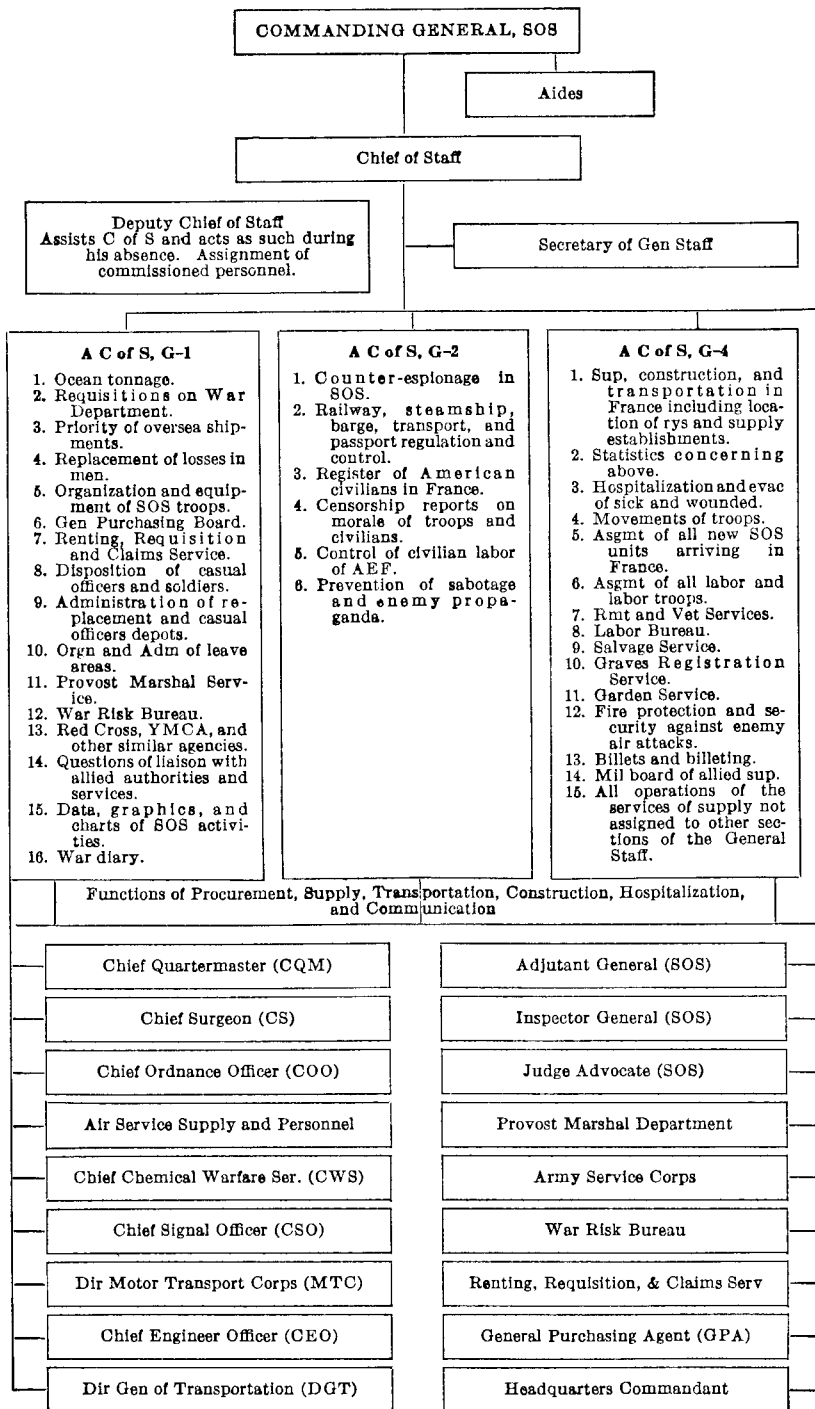 COMMANDING GENERAL, SOS
Aides
Chief of Staff
Deputy Chief of Staff
Assists C of S and acts as such during
his absence. Assignment of
commissioned personnel.
Secretary of Gen Staff
A C of S, G-1
1. Ocean tonnage.
2. Requisitions on War
Department.
3. Priority of oversea ship-
ments.
4. Replacement of losses in
men.
5. Organization and equip-
ment of SOS troops.
6. Gen Purchasing Board.
7. Renting, Requisition
and Claims Service.
8. Disposition of casual
officers and soldiers.
9. Administration of re-
placement and casual
officers depots.
10. Orgn and Adm of leave
areas.
11. Provost Marshal Serv-
ice.
12. War Risk Bureau.
13. Red Cross, YMCA, and
other similar agencies.
14. Questions of liaison with
allied authorities and
services.
15. Data, graphics, and
charts of SOS activi-
ties.
16. War diary.
A C of S, G-2
1. Counter-espionage in
SOS.
2. Railway, steamship,
barge, transport, and
passport regulation and
control.
3. Register of American
civilians in France.
4. Censorship reports on
morale of troops and
civilians.
5. Control of civilian labor
of AEF.
6. Prevention of sabotage
and enemy propa-
ganda.
A C of S, G-4
1. Sup, construction, and
transportation in
France including loca-
tion of rys and supply
establishments.
2. Statistics concerning
above.
3. Hospitalization and evac
of sick and wounded.
4. Movements of troops.
5. Asgmt of all new SOS
units arriving in
France.
6. Asgmt of all labor and
labor troops.
7. Rmt and Vet Services.
8. Labor Bureau.
9. Salvage Service.
10. Graves Registration
Service.
11. Garden Service.
12. Fire protection and se-
curity against enemy
air attacks.
13. Billets and billeting.
14. Mil board of allied sup.
15. All operations of the
services of supply not
assigned to other sec-
tions of the General
Staff.
Functions of Procurement, Supply, Transportation, Construction, Hospitalization,
and Communication
Chief Quartermaster (CQM)
Adjutant General (SOS)
Chief Surgeon (CS)
Inspector General (SOS)
Chief Ordnance Officer (COO)
Judge Advocate (SOS)
Air Service Supply and Personnel
Provost Marshal Department
Chief Chemical Warfare Ser. (CWS)
Army Service Corps
Chief Signal Officer (CSO)
War Risk Bureau
Dir Motor Transport Corps (MTC)
Renting, Requisition, & Claims Serv
Chief Engineer Officer (CEO)
General Purchasing Agent (GPA)
Dir Gen of Transportation (DGT)
Headquarters Commandant